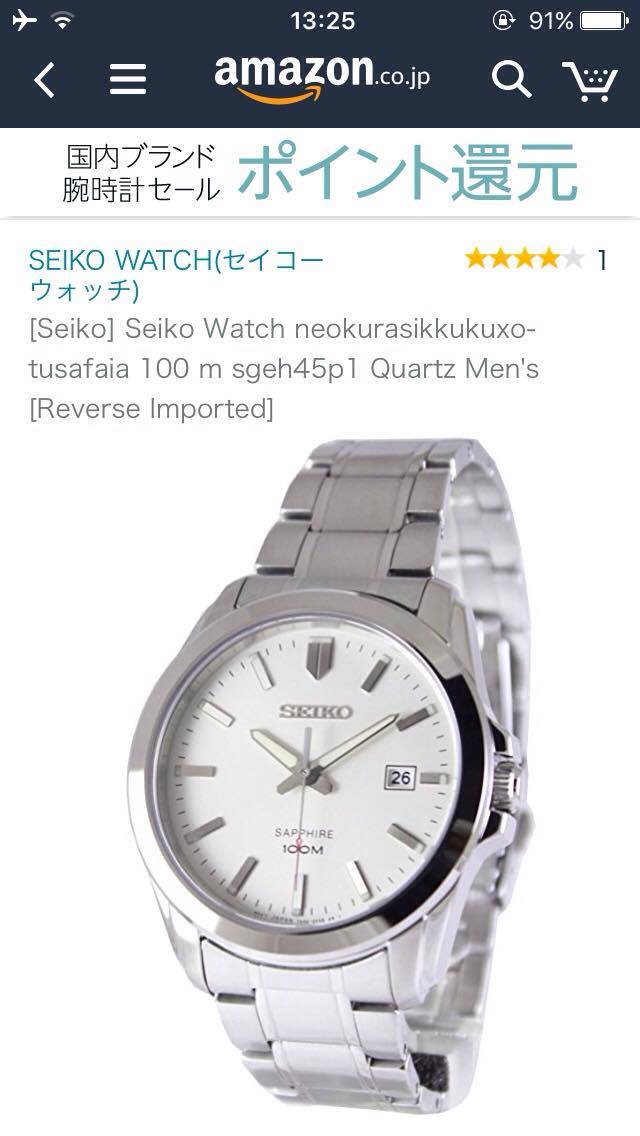 13:25
91%
amazon.co.jp
国内ブランド
腕時計セール
ポイント還元
SEIKO WATCH(セイコー
ウォッチ)
1
[Seiko] Seiko Watch neokurasikkukuxo-
tusafaia 100 m sgeh45p1 Quartz Men's
[Reverse Imported]
SEIKO
26
SAPPHIRE
100M